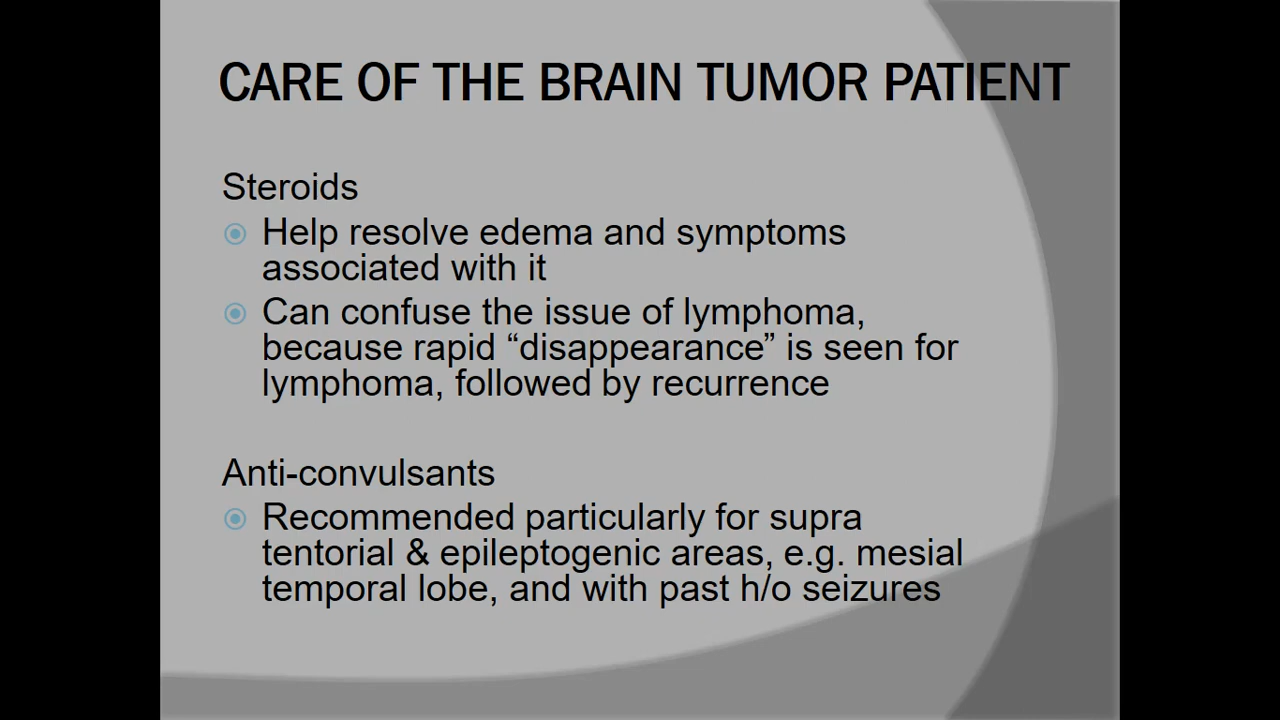 CARE OF THE BRAIN TUMOR PATIENT
Steroids
Help resolve edema and symptoms
associated with it
Can confuse the issue of lymphoma,
because rapid “disappearance” is seen for
lymphoma, followed by recurrence
Anti-convulsants
Recommended particularly for supra
tentorial & epileptogenic areas, e.g. mesial
temporal lobe, and with past h/o seizures